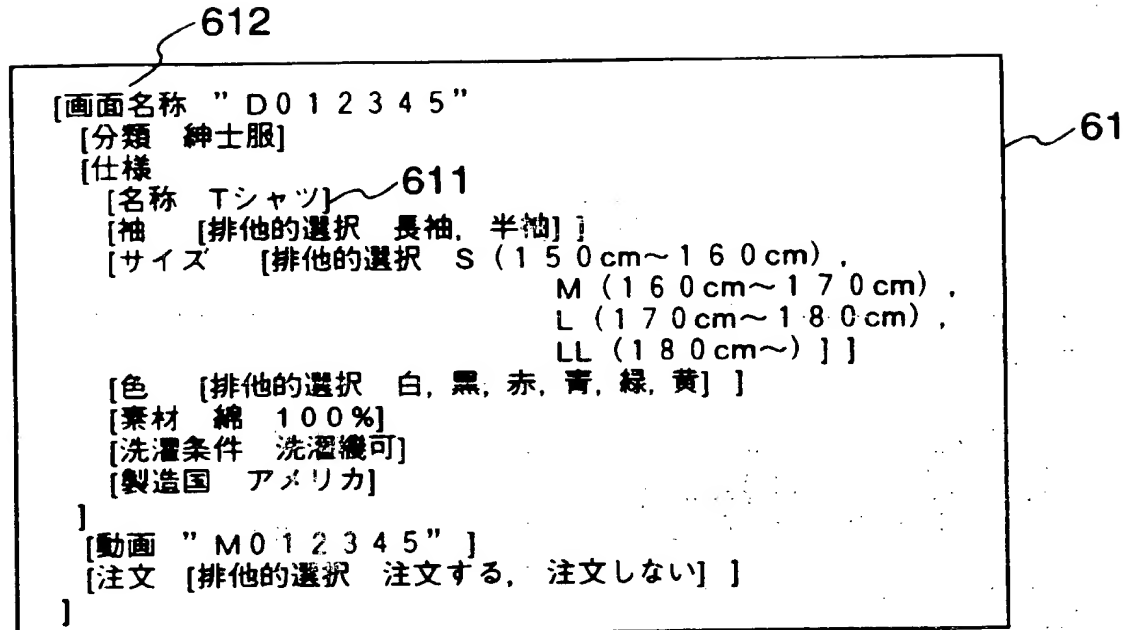 612
[画面名称 ”D012345”
[分類 紳士服]
61
[仕様
[名称 Tシャツ] 611
[袖 [排他的選択 長袖, 半袖] ]
[サイズ [排他的選択 S(150cm~160cm),
M(160cm~170cm),
L(170cm~180cm),
LL(180cm~) ] ]
[色 [排他的選択 白, 黒, 赤, 青, 緑, 黄] ]
[素材 綿 100%]
[洗濯条件 洗濯機可]
[製造国 アメリカ]
]
[動画 ”M012345” ]
[注文 [排他的選択 注文する, 注文しない] ]
]